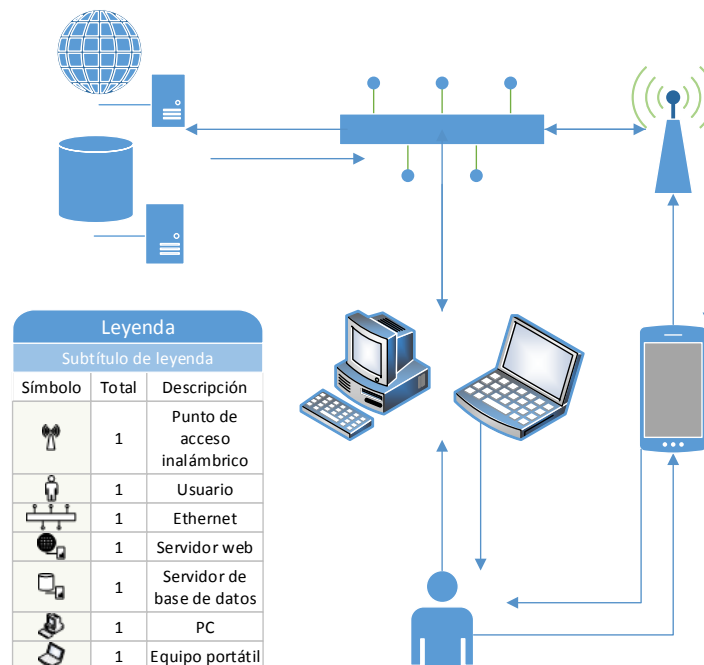 Leyenda
Subtítulo de leyenda
Símbolo Total Descripción
1 Punto de
acceso
inalámbrico
1 Usuario
1 Ethernet
1 Servidor web
1 Servidor de
base de datos
1 PC
1 Equipo portátil